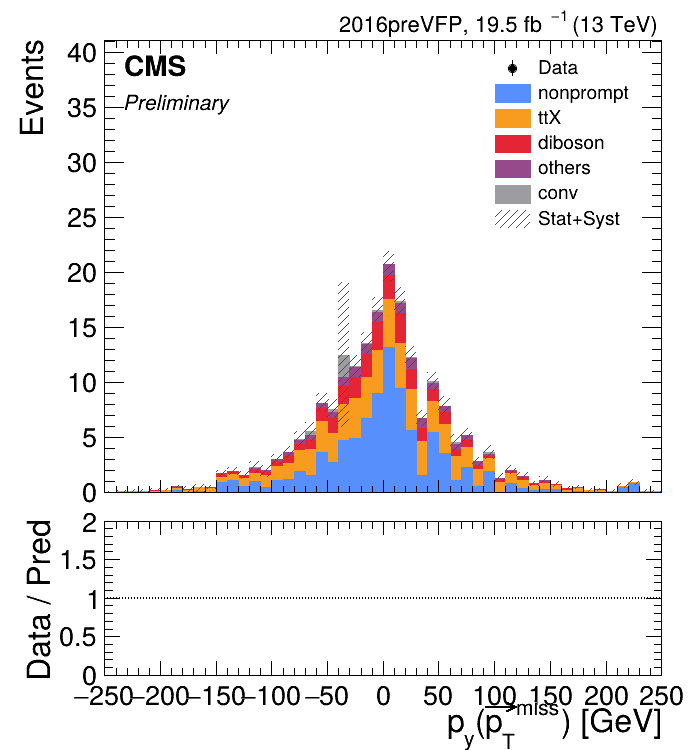 2016preVFP, 19.5 fb⁻¹ (13 TeV)
Events
40
35
30
25
20
15
10
5
0
CMS
Preliminary
Data
nonprompt
ttX
diboson
others
conv
Stat+Syst
Data / Pred
2
1.5
1
0.5
0
−250 −200 −150 −100 −50 0 50 100 150 200 250
p_y(p_T^miss) [GeV]